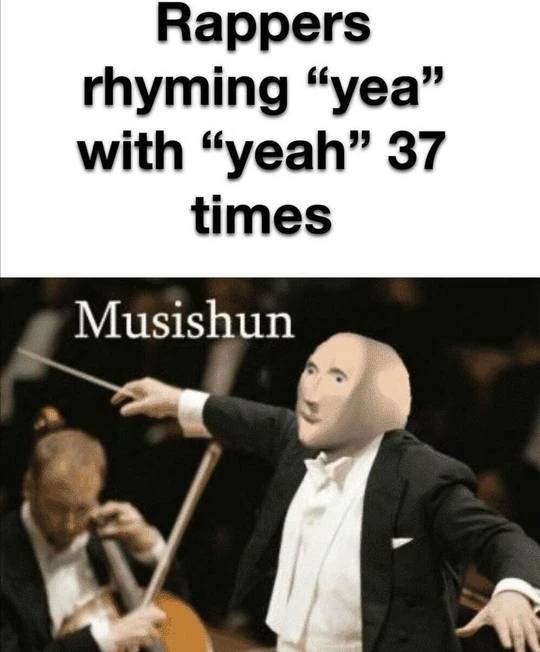 Rappers
rhyming “yea”
with “yeah” 37
times
Musishun